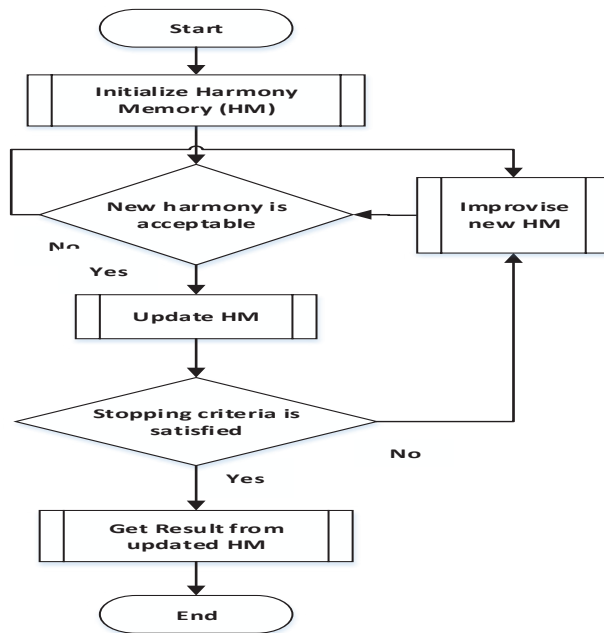 Start
Initialize Harmony
Memory (HM)
New harmony is
acceptable
Improvise
new HM
No
Yes
Update HM
Stopping criteria is
satisfied
No
Yes
Get Result from
updated HM
End